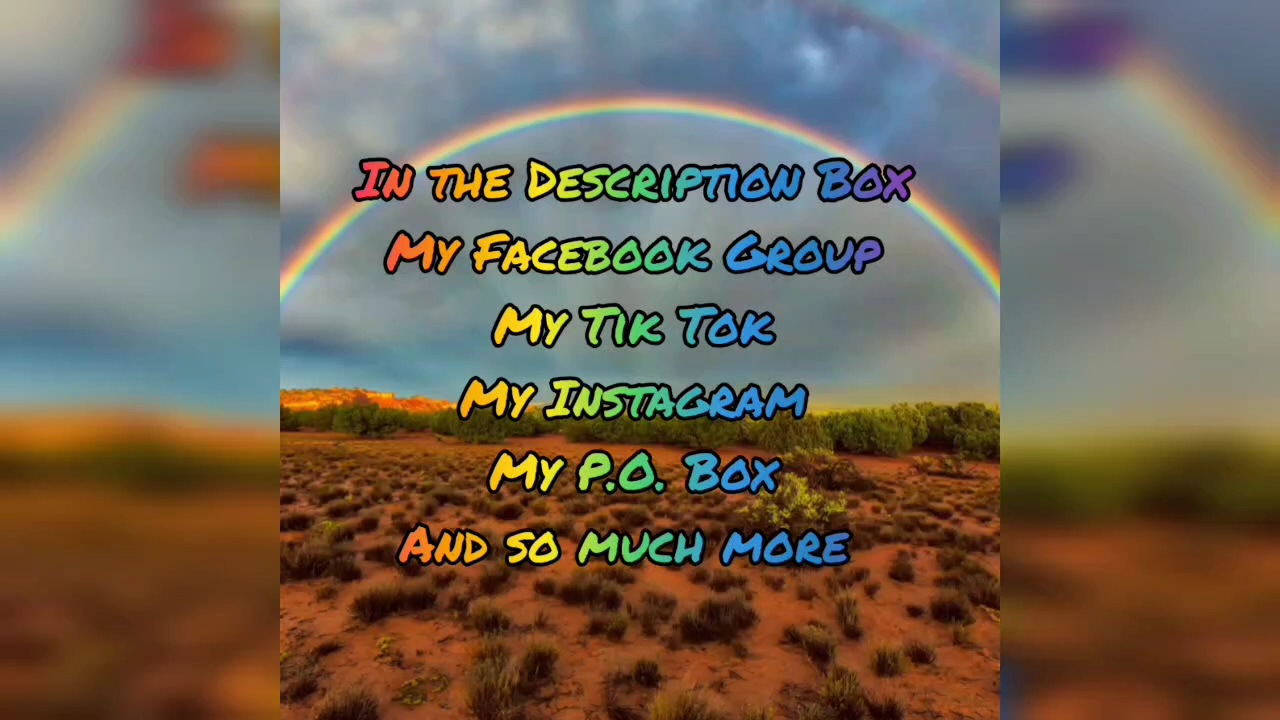 In the Description Box
My Facebook Group
My Tik Tok
My Instagram
My P.O. Box
And so much more